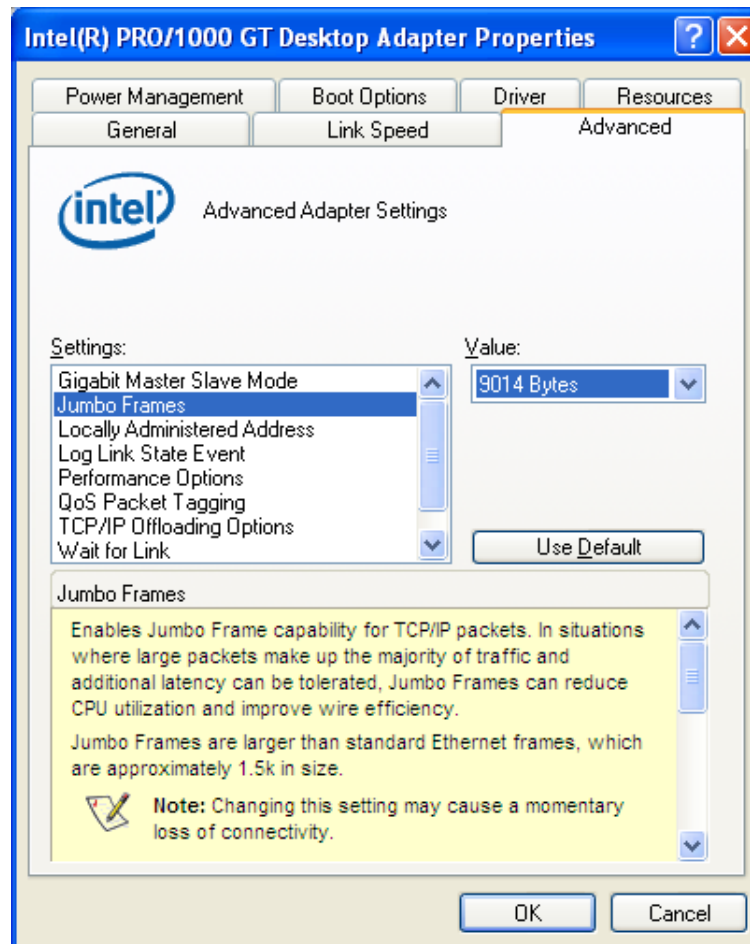 Intel(R) PRO/1000 GT Desktop Adapter Properties
Power Management Boot Options Driver Resources
General Link Speed Advanced
intel Advanced Adapter Settings
Settings: Value:
Gigabit Master Slave Mode 9014 Bytes
Jumbo Frames
Locally Administered Address
Log Link State Event
Performance Options
QoS Packet Tagging
TCP/IP Offloading Options
Wait for Link Use Default
Jumbo Frames
Enables Jumbo Frame capability for TCP/IP packets. In situations
where large packets make up the majority of traffic and
additional latency can be tolerated, Jumbo Frames can reduce
CPU utilization and improve wire efficiency.
Jumbo Frames are larger than standard Ethernet frames, which
are approximately 1.5k in size.
Note: Changing this setting may cause a momentary
loss of connectivity.
OK Cancel